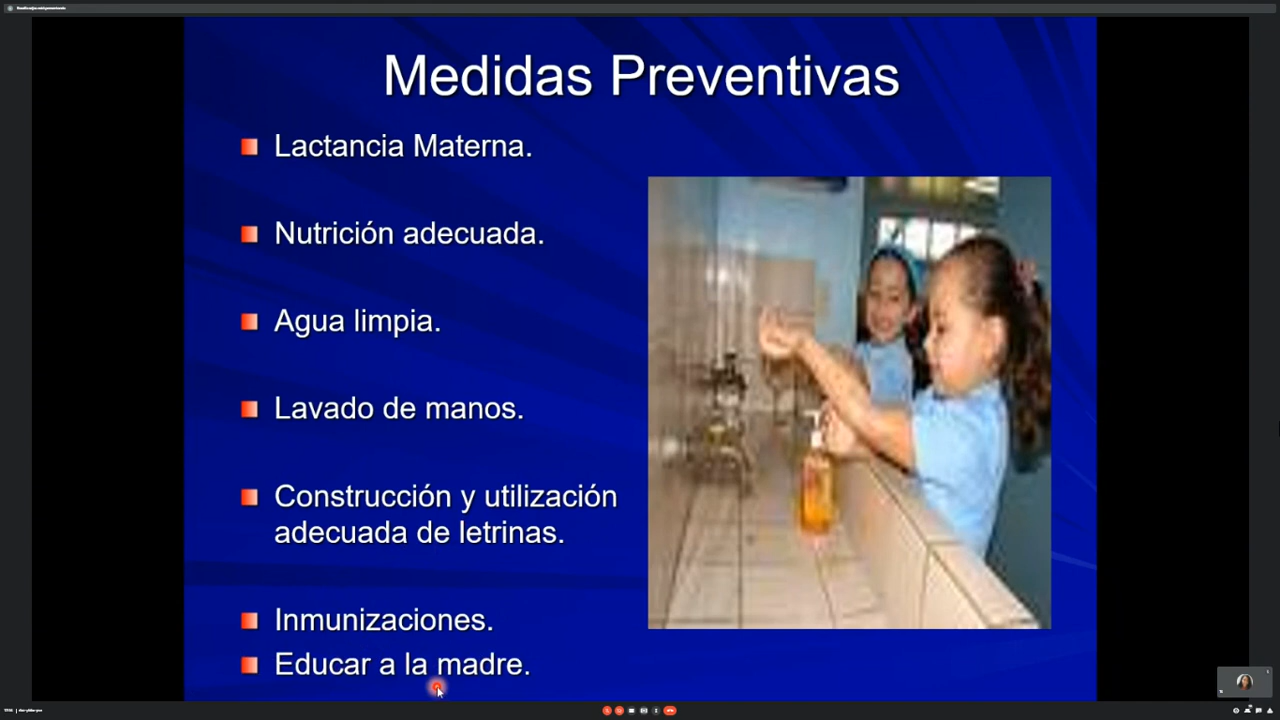 Medidas Preventivas
Lactancia Materna.
Nutrición adecuada.
Agua limpia.
Lavado de manos.
Construcción y utilización
adecuada de letrinas.
Inmunizaciones.
Educar a la madre.